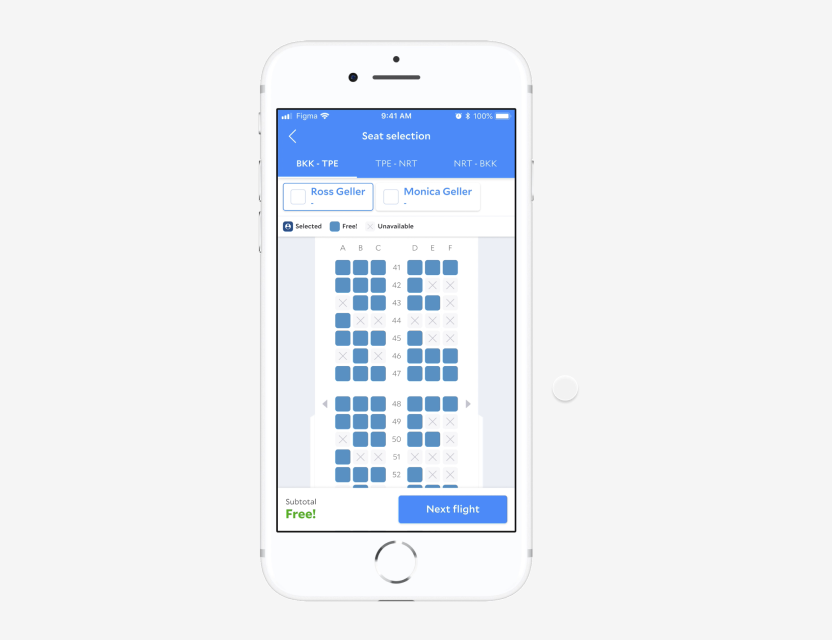 Figma 9:41 AM 100%
Seat selection
BKK - TPE TPE - NRT NRT - BKK
Ross Geller Monica Geller
- -
Selected Free! Unavailable
A B C D E F
41
42
43
44
45
46
47
48
49
50
51
52
Subtotal
Free!
Next flight